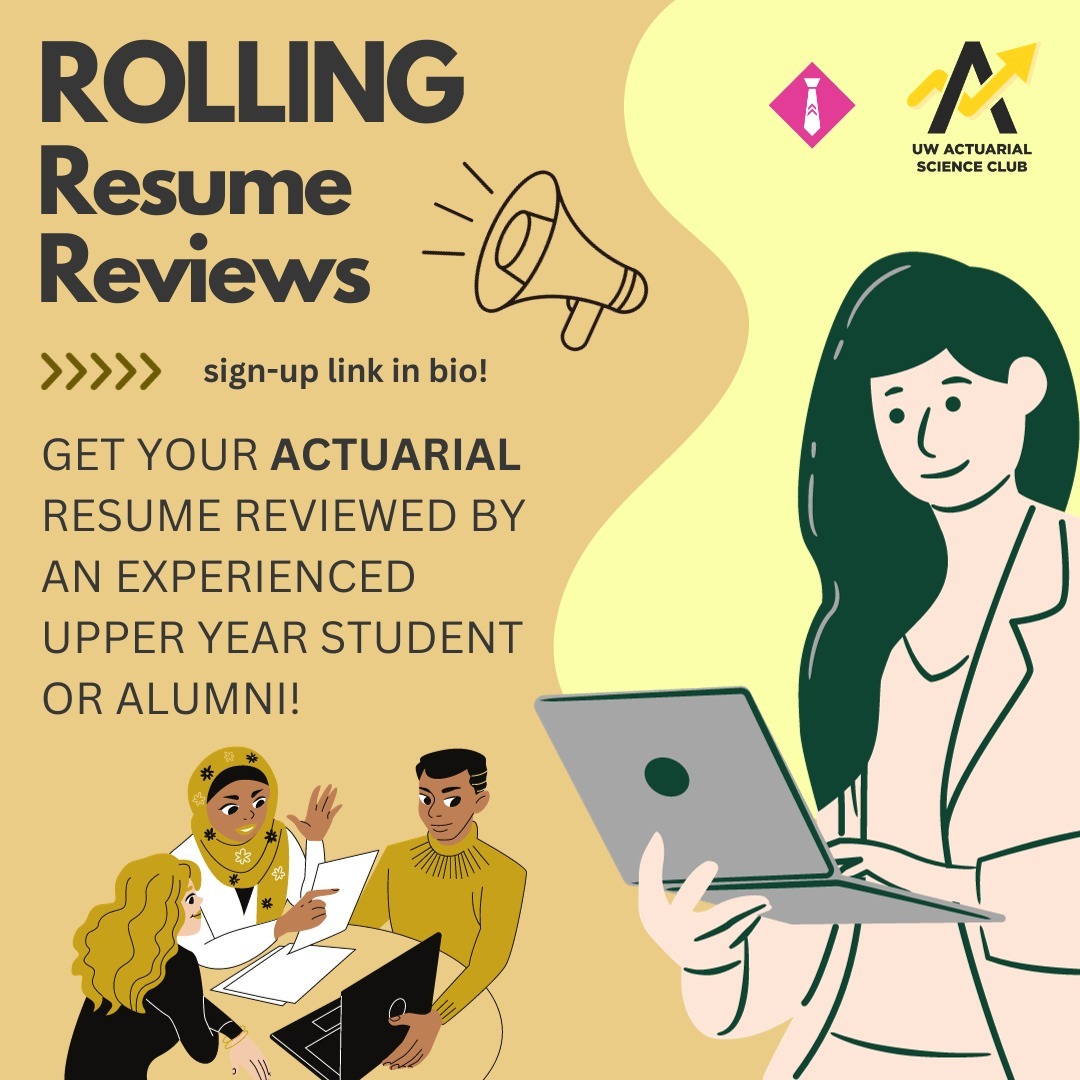 ROLLING
Resume
Reviews
UW ACTUARIAL
SCIENCE CLUB
sign-up link in bio!
GET YOUR ACTUARIAL
RESUME REVIEWED BY
AN EXPERIENCED
UPPER YEAR STUDENT
OR ALUMNI!